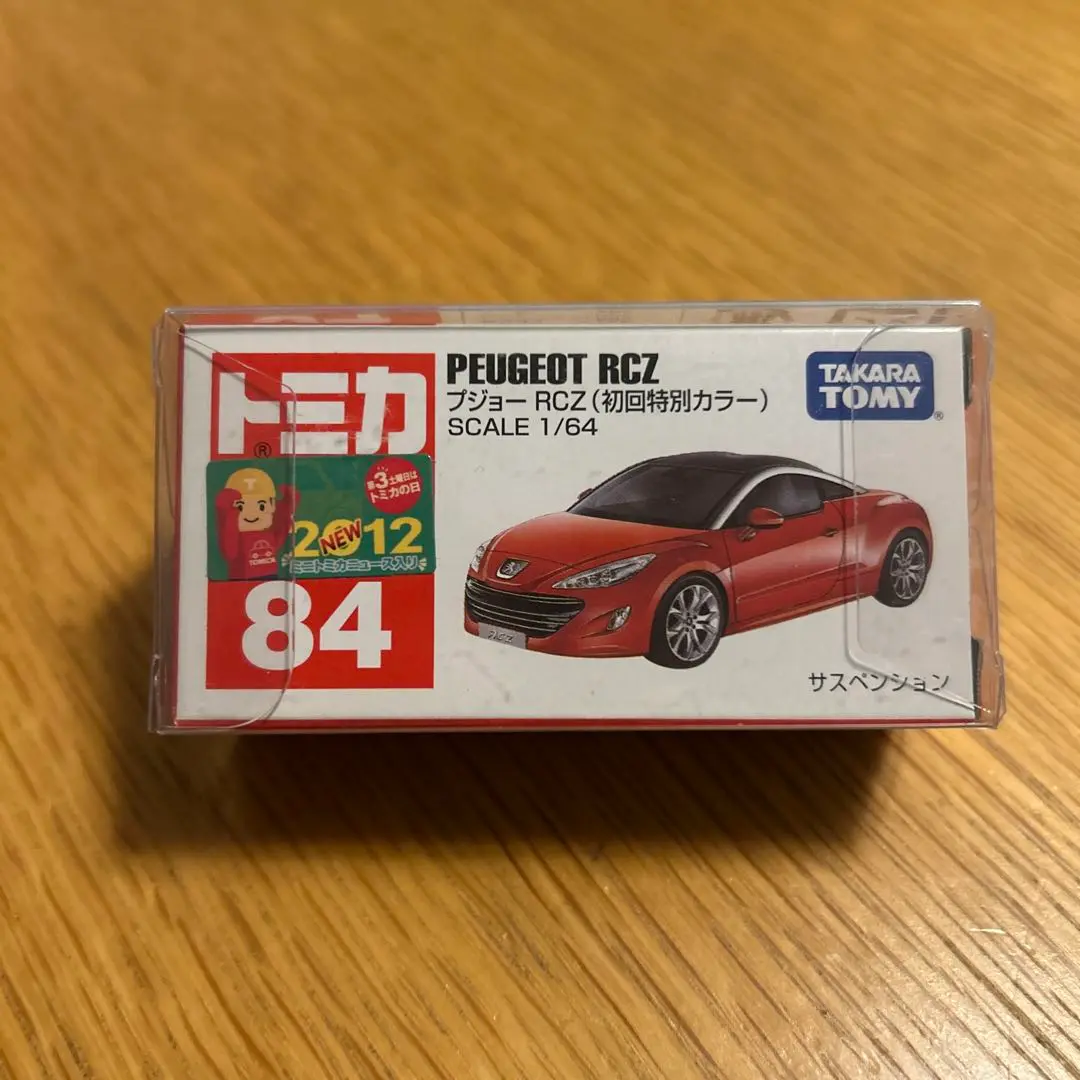 トミカ
®
PEUGEOT RCZ
プジョー RCZ(初回特別カラー)
SCALE 1/64
TAKARA
TOMY
®
T
第3土曜日は
トミカの日
2012
NEW
TOMICA
ミニトミカニュース入り
84
RCZ
サスペンション